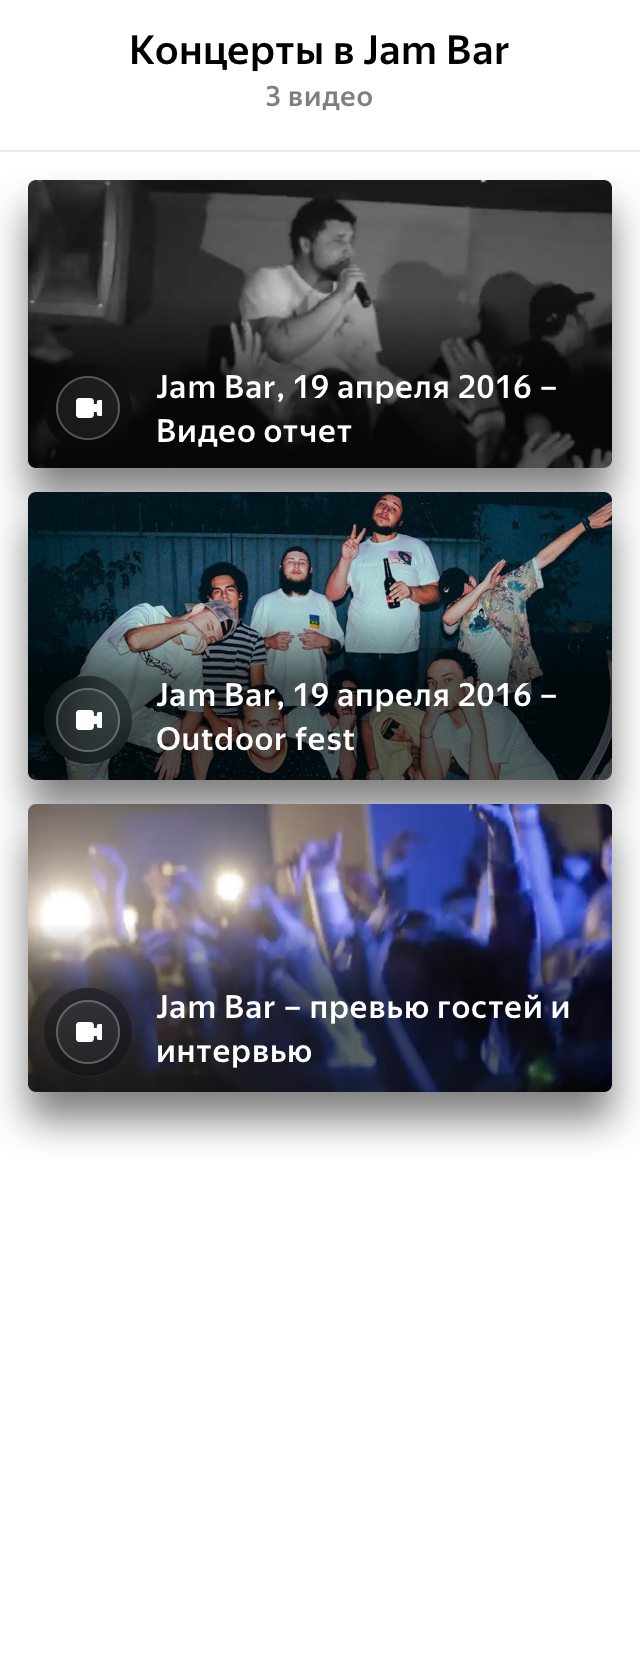 Концерты в Jam Bar
3 видео
Jam Bar, 19 апреля 2016 –
Видео отчет
Jam Bar, 19 апреля 2016 –
Outdoor fest
Jam Bar – превью гостей и
интервью